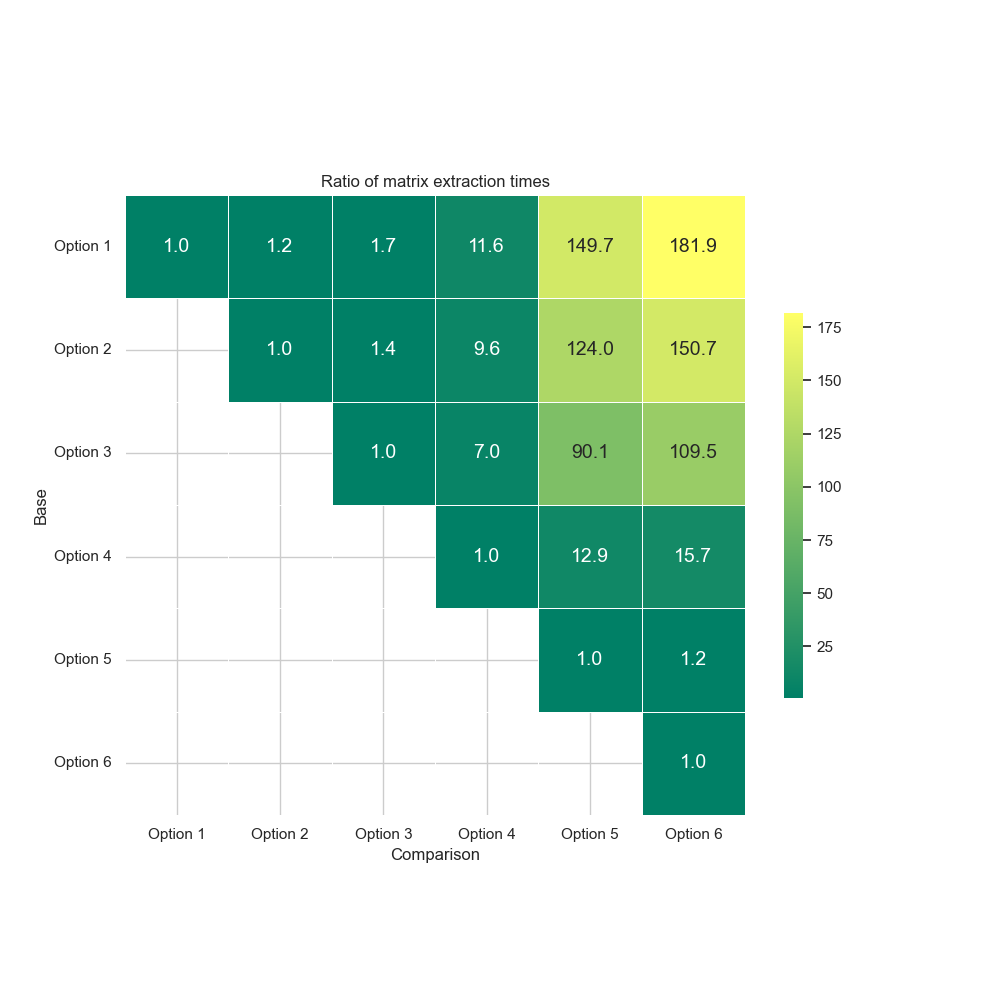 Ratio of matrix extraction times
Option 1 1.0 1.2 1.7 11.6 149.7 181.9
Option 2 1.0 1.4 9.6 124.0 150.7
Option 3 1.0 7.0 90.1 109.5
Option 4 1.0 12.9 15.7
Option 5 1.0 1.2
Option 6 1.0
Base
Option 1 Option 2 Option 3 Option 4 Option 5 Option 6
Comparison
175
150
125
100
75
50
25